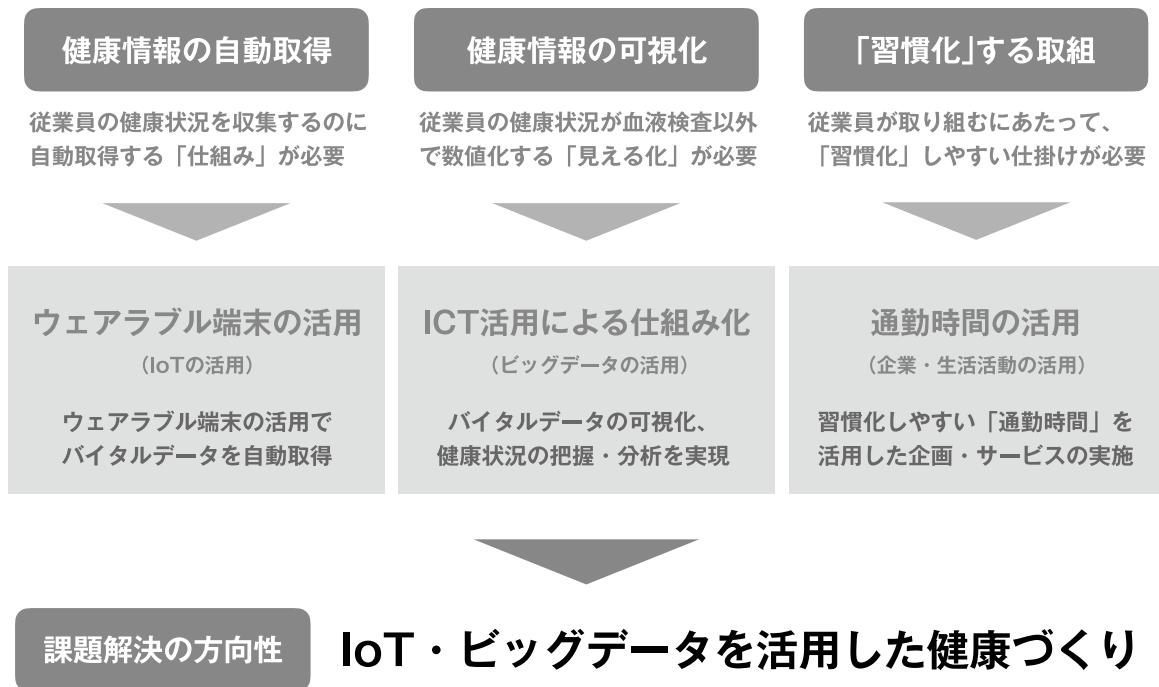 健康情報の自動取得
従業員の健康状況を収集するのに
自動取得する「仕組み」が必要
ウェアラブル端末の活用
（IoTの活用）
ウェアラブル端末の活用で
バイタルデータを自動取得
健康情報の可視化
従業員の健康状況が血液検査以外
で数値化する「見える化」が必要
ICT活用による仕組み化
（ビッグデータの活用）
バイタルデータの可視化、
健康状況の把握・分析を実現
「習慣化」する取組
従業員が取り組むにあたって、
「習慣化」しやすい仕掛けが必要
通勤時間の活用
（企業・生活活動の活用）
習慣化しやすい「通勤時間」を
活用した企画・サービスの実施
課題解決の方向性
IoT・ビッグデータを活用した健康づくり